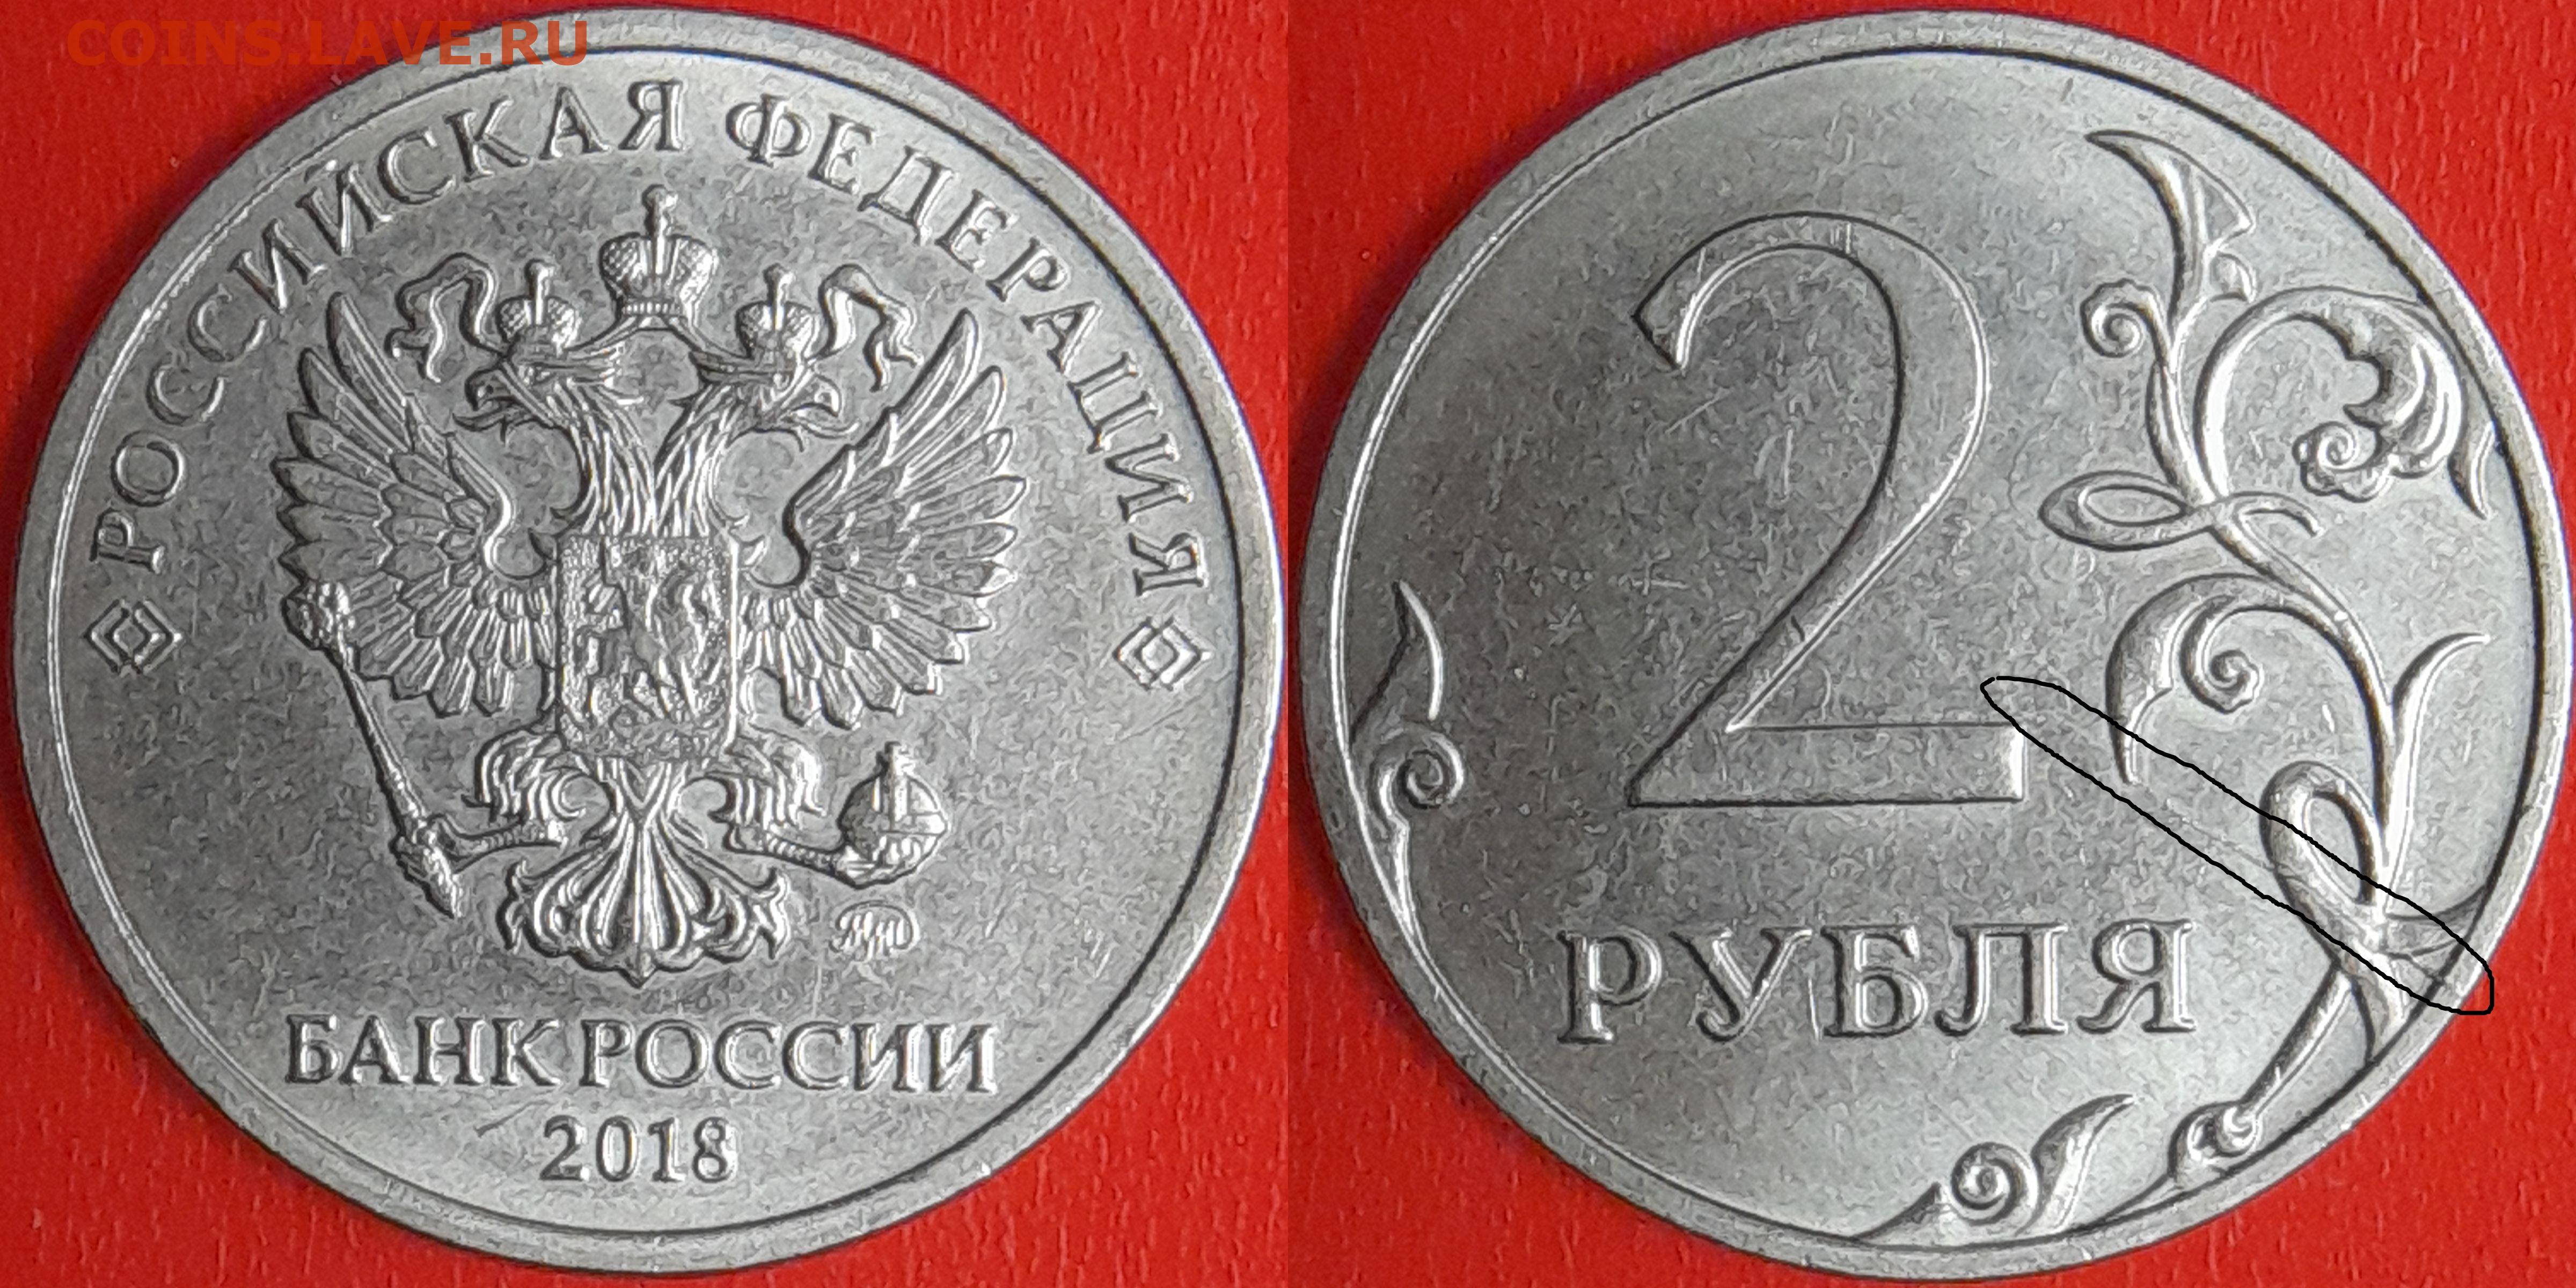 COINS.LAVE.RU
РОССИЙСКАЯ ФЕДЕРАЦИЯ
ММД
БАНК РОССИИ
2018
2
РУБЛЯ